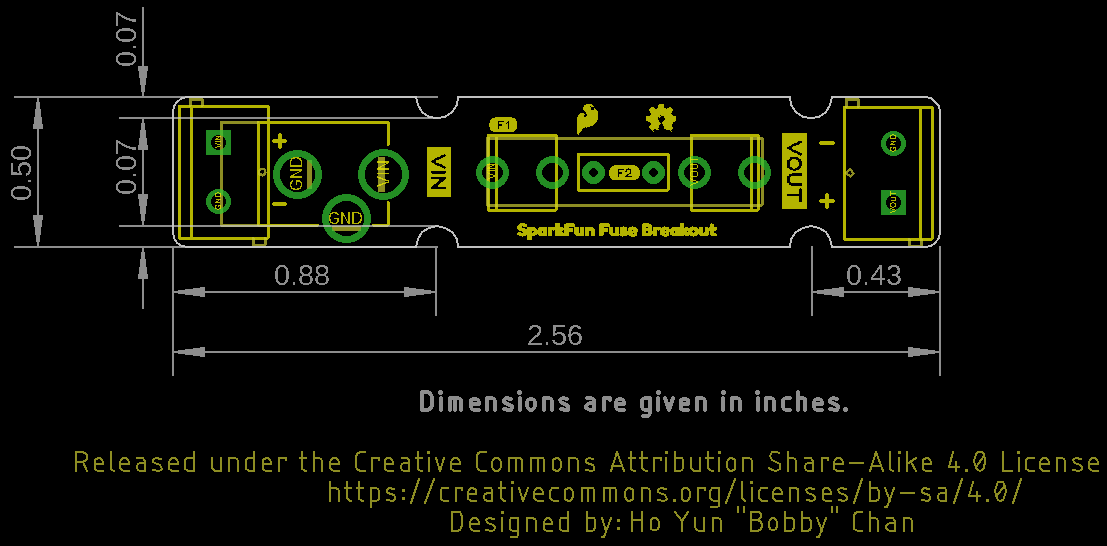 0.07
0.50
0.07
F1
VIN
GND
+
−
GND
VIN
GND
VIN
VIN
F2
VOUT
VOUT
−
+
GND
VOUT
SparkFun Fuse Breakout
0.88
0.43
2.56
Dimensions are given in inches.
Released under the Creative Commons Attribution Share-Alike 4.0 License
https://creativecommons.org/licenses/by-sa/4.0/
Designed by: Ho Yun "Bobby" Chan